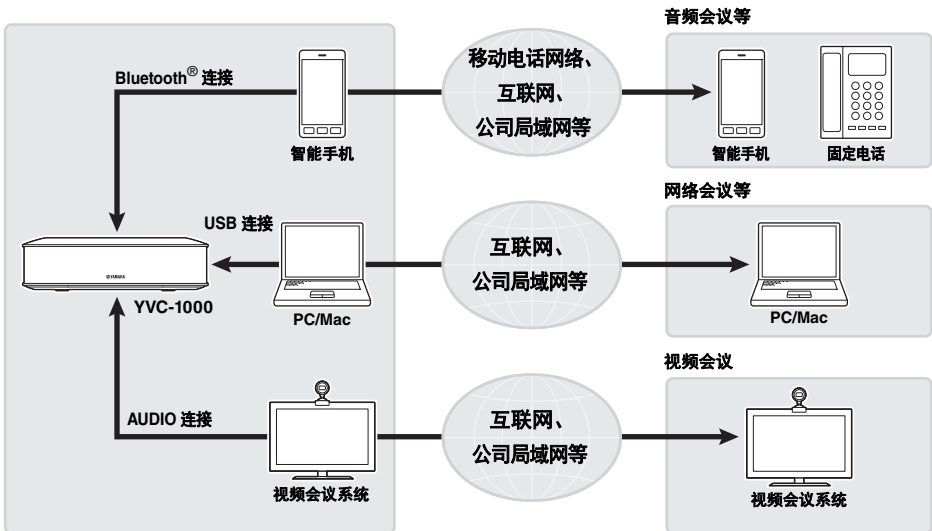 音频会议等
Bluetooth® 连接
智能手机
移动电话网络、
互联网、
公司局域网等
智能手机
固定电话
网络会议等
USB 连接
YAMAHA
YVC-1000
PC/Mac
互联网、
公司局域网等
PC/Mac
视频会议
AUDIO 连接
视频会议系统
互联网、
公司局域网等
视频会议系统